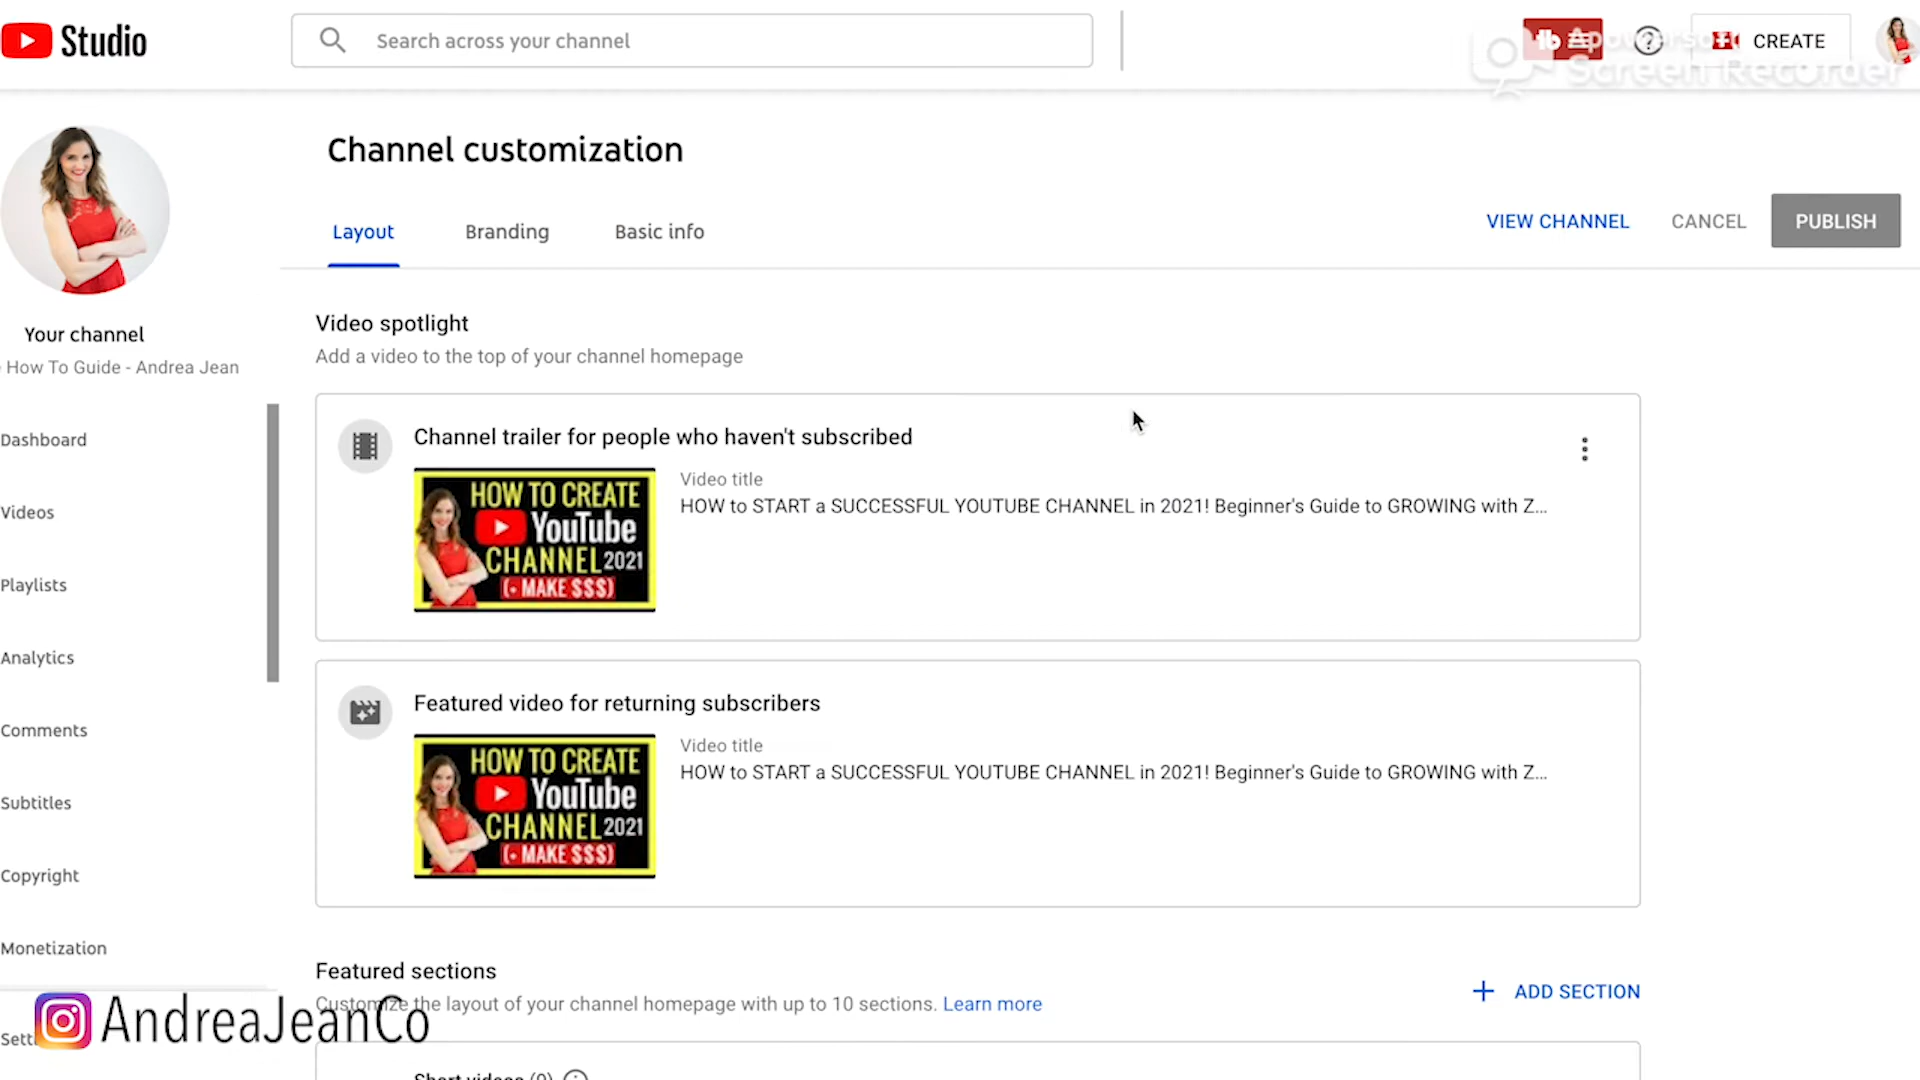 Studio
Search across your channel
Apowersoft
Screen Recorder
CREATE
Channel customization
Layout
Branding
Basic info
VIEW CHANNEL
CANCEL
PUBLISH
Your channel
How To Guide - Andrea Jean
Dashboard
Videos
Playlists
Analytics
Comments
Subtitles
Copyright
Monetization
Video spotlight
Add a video to the top of your channel homepage
Channel trailer for people who haven't subscribed
HOW TO CREATE
YouTube
CHANNEL 2021
(+ MAKE $$$)
Video title
HOW to START a SUCCESSFUL YOUTUBE CHANNEL in 2021! Beginner's Guide to GROWING with Z...
Featured video for returning subscribers
HOW TO CREATE
YouTube
CHANNEL 2021
(+ MAKE $$$)
Video title
HOW to START a SUCCESSFUL YOUTUBE CHANNEL in 2021! Beginner's Guide to GROWING with Z...
Featured sections
Customize the layout of your channel homepage with up to 10 sections. Learn more
ADD SECTION
AndreaJeanCo